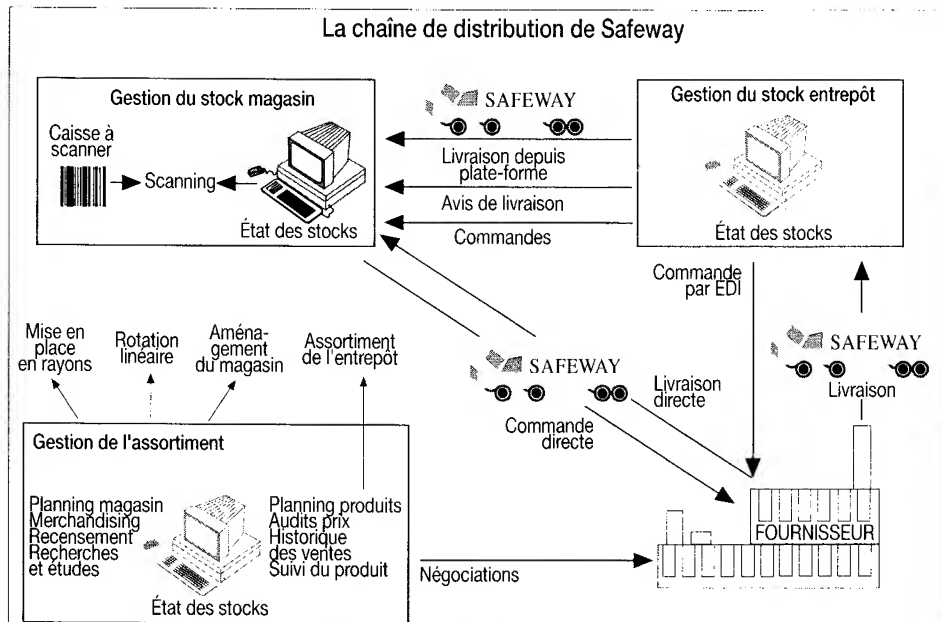 La chaîne de distribution de Safeway
Gestion du stock magasin
Caisse à
scanner
Scanning
État des stocks
SAFEWAY
Livraison depuis
plate-forme
Avis de livraison
Commandes
Gestion du stock entrepôt
État des stocks
Commande
par EDI
SAFEWAY
Livraison
Mise en
place
en rayons
Rotation
linéaire
Aména-
gement
du magasin
Assortiment
de l'entrepôt
SAFEWAY
Livraison
directe
Commande
directe
Gestion de l'assortiment
Planning magasin
Merchandising
Recensement
Recherches
et études
Planning produits
Audits prix
Historique
des ventes
Suivi du produit
État des stocks
Négociations
FOURNISSEUR